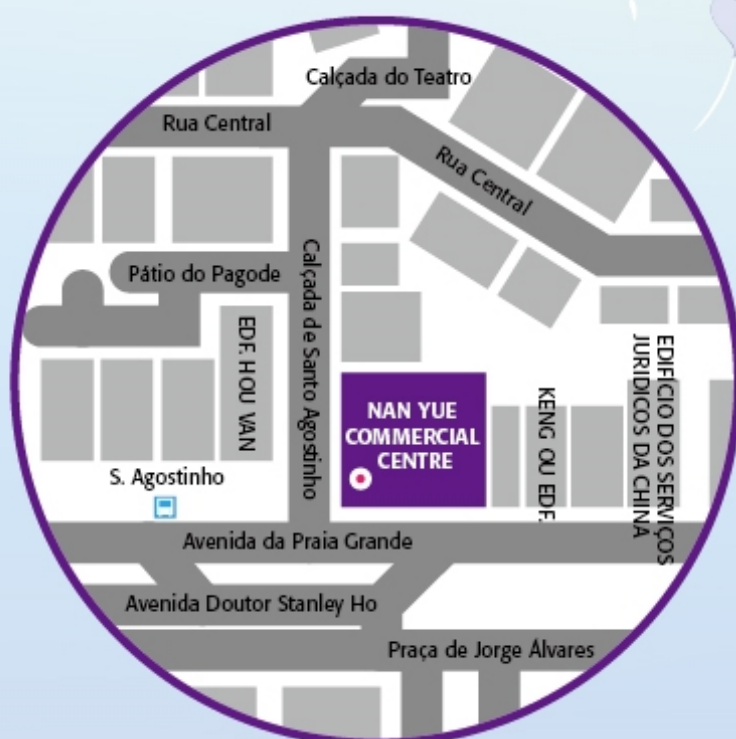 Calçada do Teatro
Rua Central
Rua Central
Pátio do Pagode
Calçada de Santo Agostinho
EDF. HOU VAN
NAN YUE
COMMERCIAL
CENTRE
KENG OU EDF.
EDIFÍCIO DOS SERVIÇOS
JURIDICOS DA CHINA
S. Agostinho
Avenida da Praia Grande
Avenida Doutor Stanley Ho
Praça de Jorge Álvares